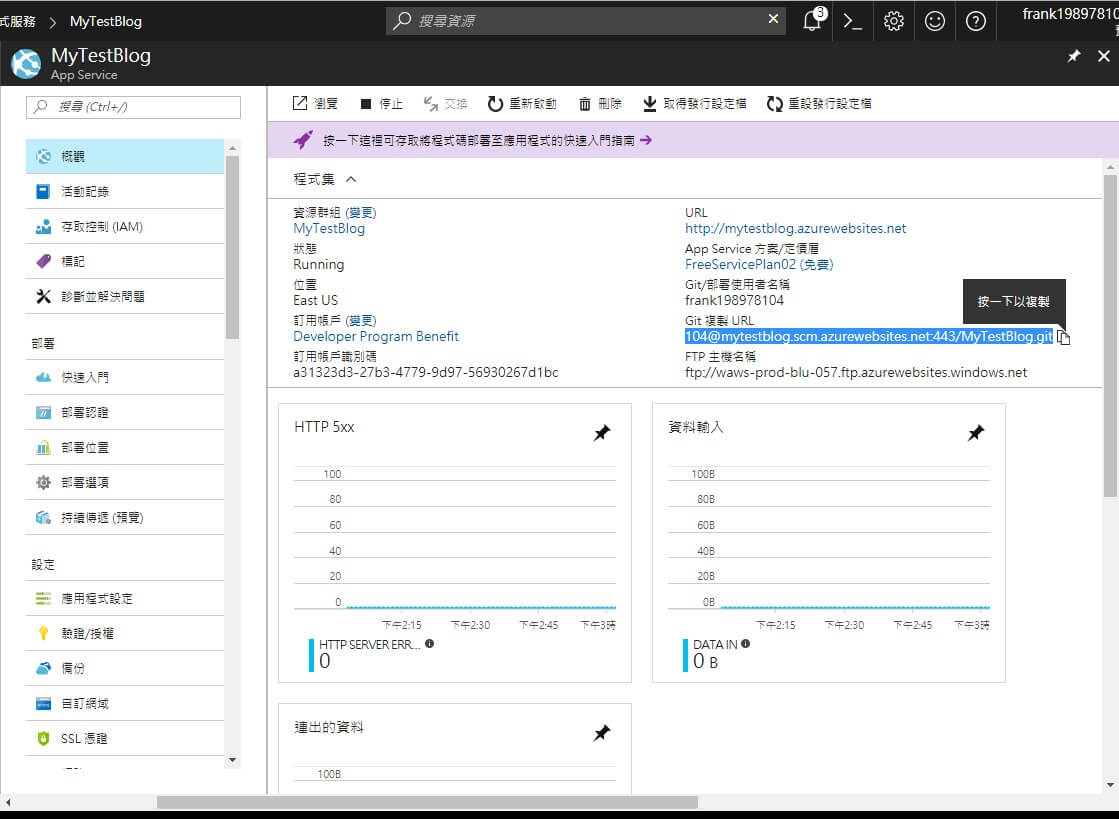 式服務 > MyTestBlog
搜尋資源
3
frank19897810
MyTestBlog
App Service
搜尋 (Ctrl+/)
概觀
活動記錄
存取控制 (IAM)
標記
診斷並解決問題
部署
快速入門
部署認證
部署位置
部署選項
持續傳遞 (預覽)
設定
應用程式設定
驗證/授權
備份
自訂網域
SSL 憑證
瀏覽 停止 交換 重新啟動 刪除 取得發行設定檔 重設發行設定檔
按一下這裡可存取將程式碼部署至應用程式的快速入門指南 →
程式集
資源群組 (變更)
MyTestBlog
狀態
Running
位置
East US
訂用帳戶 (變更)
Developer Program Benefit
訂用帳戶識別碼
a31323d3-27b3-4779-9d97-56930267d1bc
URL
http://mytestblog.azurewebsites.net
App Service 方案/定價層
FreeServicePlan02 (免費)
Git/部署使用者名稱
frank198978104
Git 複製 URL
104@mytestblog.scm.azurewebsites.net:443/MyTestBlog.git
FTP 主機名稱
ftp://waws-prod-blu-057.ftp.azurewebsites.windows.net
按一下以複製
HTTP 5xx
100
80
60
40
20
0
下午2:15 下午2:30 下午2:45 下午3時
HTTP SERVER ERR...
0
資料輸入
100B
80B
60B
40B
20B
0B
下午2:15 下午2:30 下午2:45 下午3時
DATA IN
0 B
連出的資料
100B